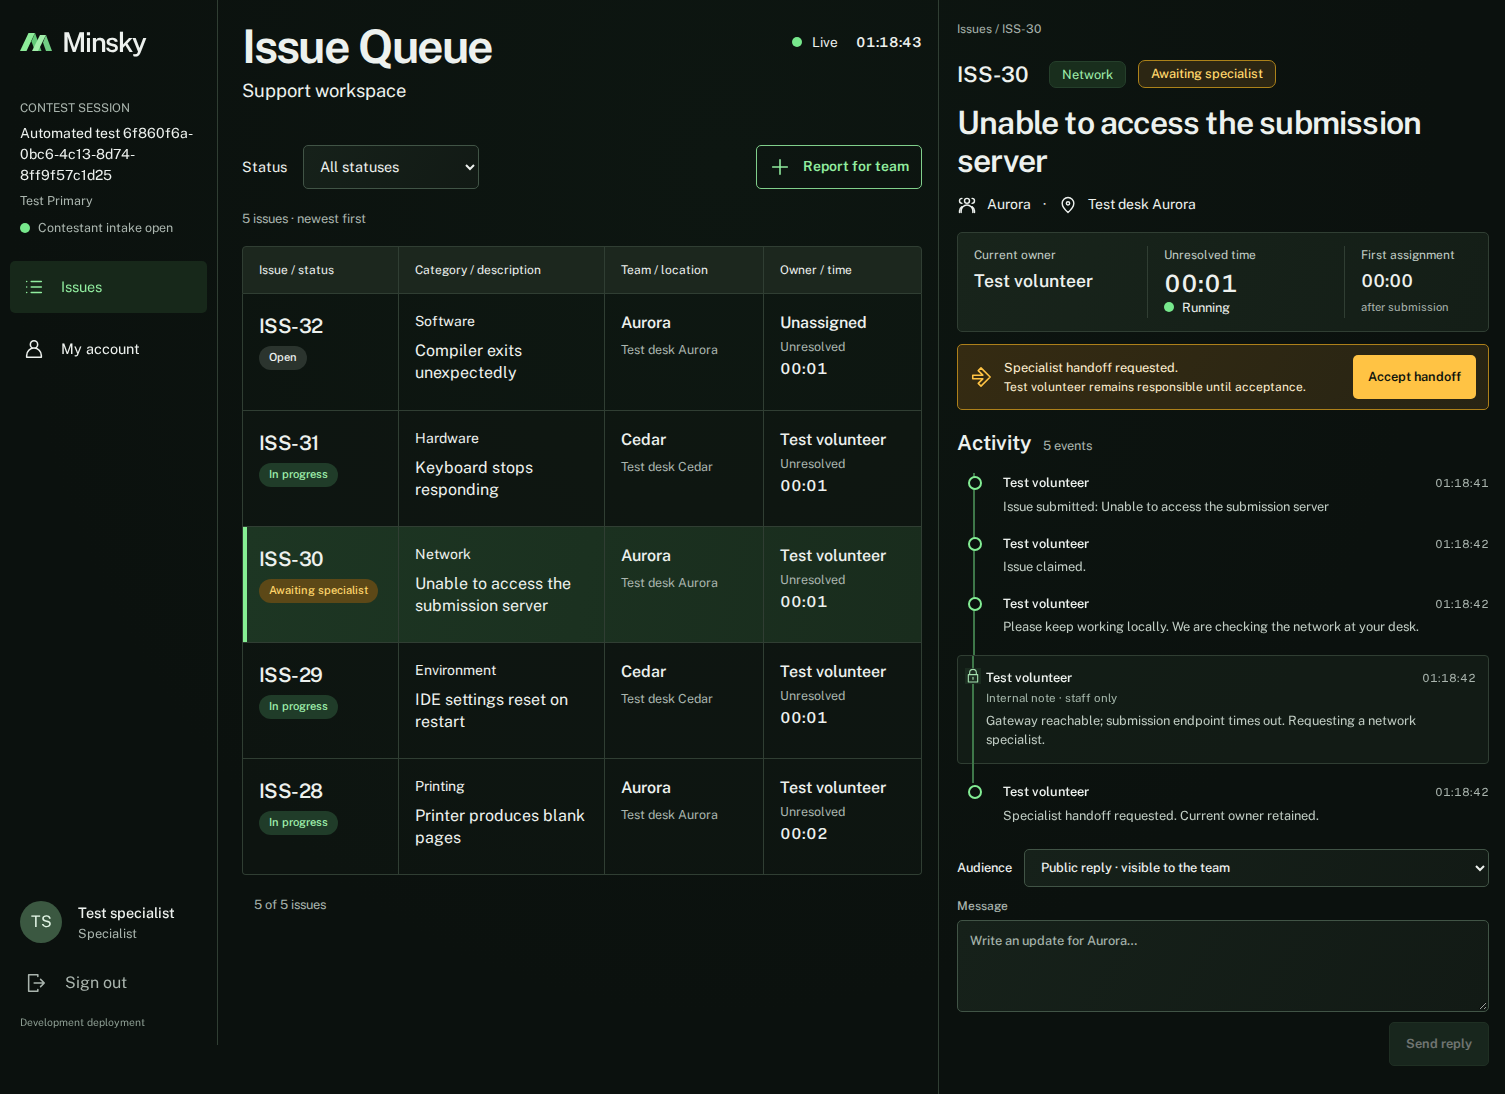 Minsky
CONTEST SESSION
Automated test 6f860f6a-
0bc6-4c13-8d74-
8ff9f57c1d25
Test Primary
Contestant intake open
Issues
My account
TS
Test specialist
Specialist
Sign out
Development deployment
Issue Queue
Live 01:18:43
Support workspace
Status
All statuses
Report for team
5 issues · newest first
Issue / status
Category / description
Team / location
Owner / time
ISS-32
Open
Software
Compiler exits
unexpectedly
Aurora
Test desk Aurora
Unassigned
Unresolved
00:01
ISS-31
In progress
Hardware
Keyboard stops
responding
Cedar
Test desk Cedar
Test volunteer
Unresolved
00:01
ISS-30
Awaiting specialist
Network
Unable to access the
submission server
Aurora
Test desk Aurora
Test volunteer
Unresolved
00:01
ISS-29
In progress
Environment
IDE settings reset on
restart
Cedar
Test desk Cedar
Test volunteer
Unresolved
00:01
ISS-28
In progress
Printing
Printer produces blank
pages
Aurora
Test desk Aurora
Test volunteer
Unresolved
00:02
5 of 5 issues
Issues / ISS-30
ISS-30
Network
Awaiting specialist
Unable to access the submission
server
Aurora · Test desk Aurora
Current owner
Test volunteer
Unresolved time
00:01
Running
First assignment
00:00
after submission
Specialist handoff requested.
Test volunteer remains responsible until acceptance.
Accept handoff
Activity 5 events
Test volunteer 01:18:41
Issue submitted: Unable to access the submission server
Test volunteer 01:18:42
Issue claimed.
Test volunteer 01:18:42
Please keep working locally. We are checking the network at your desk.
Test volunteer 01:18:42
Internal note · staff only
Gateway reachable; submission endpoint times out. Requesting a network
specialist.
Test volunteer 01:18:42
Specialist handoff requested. Current owner retained.
Audience
Public reply · visible to the team
Message
Write an update for Aurora…
Send reply